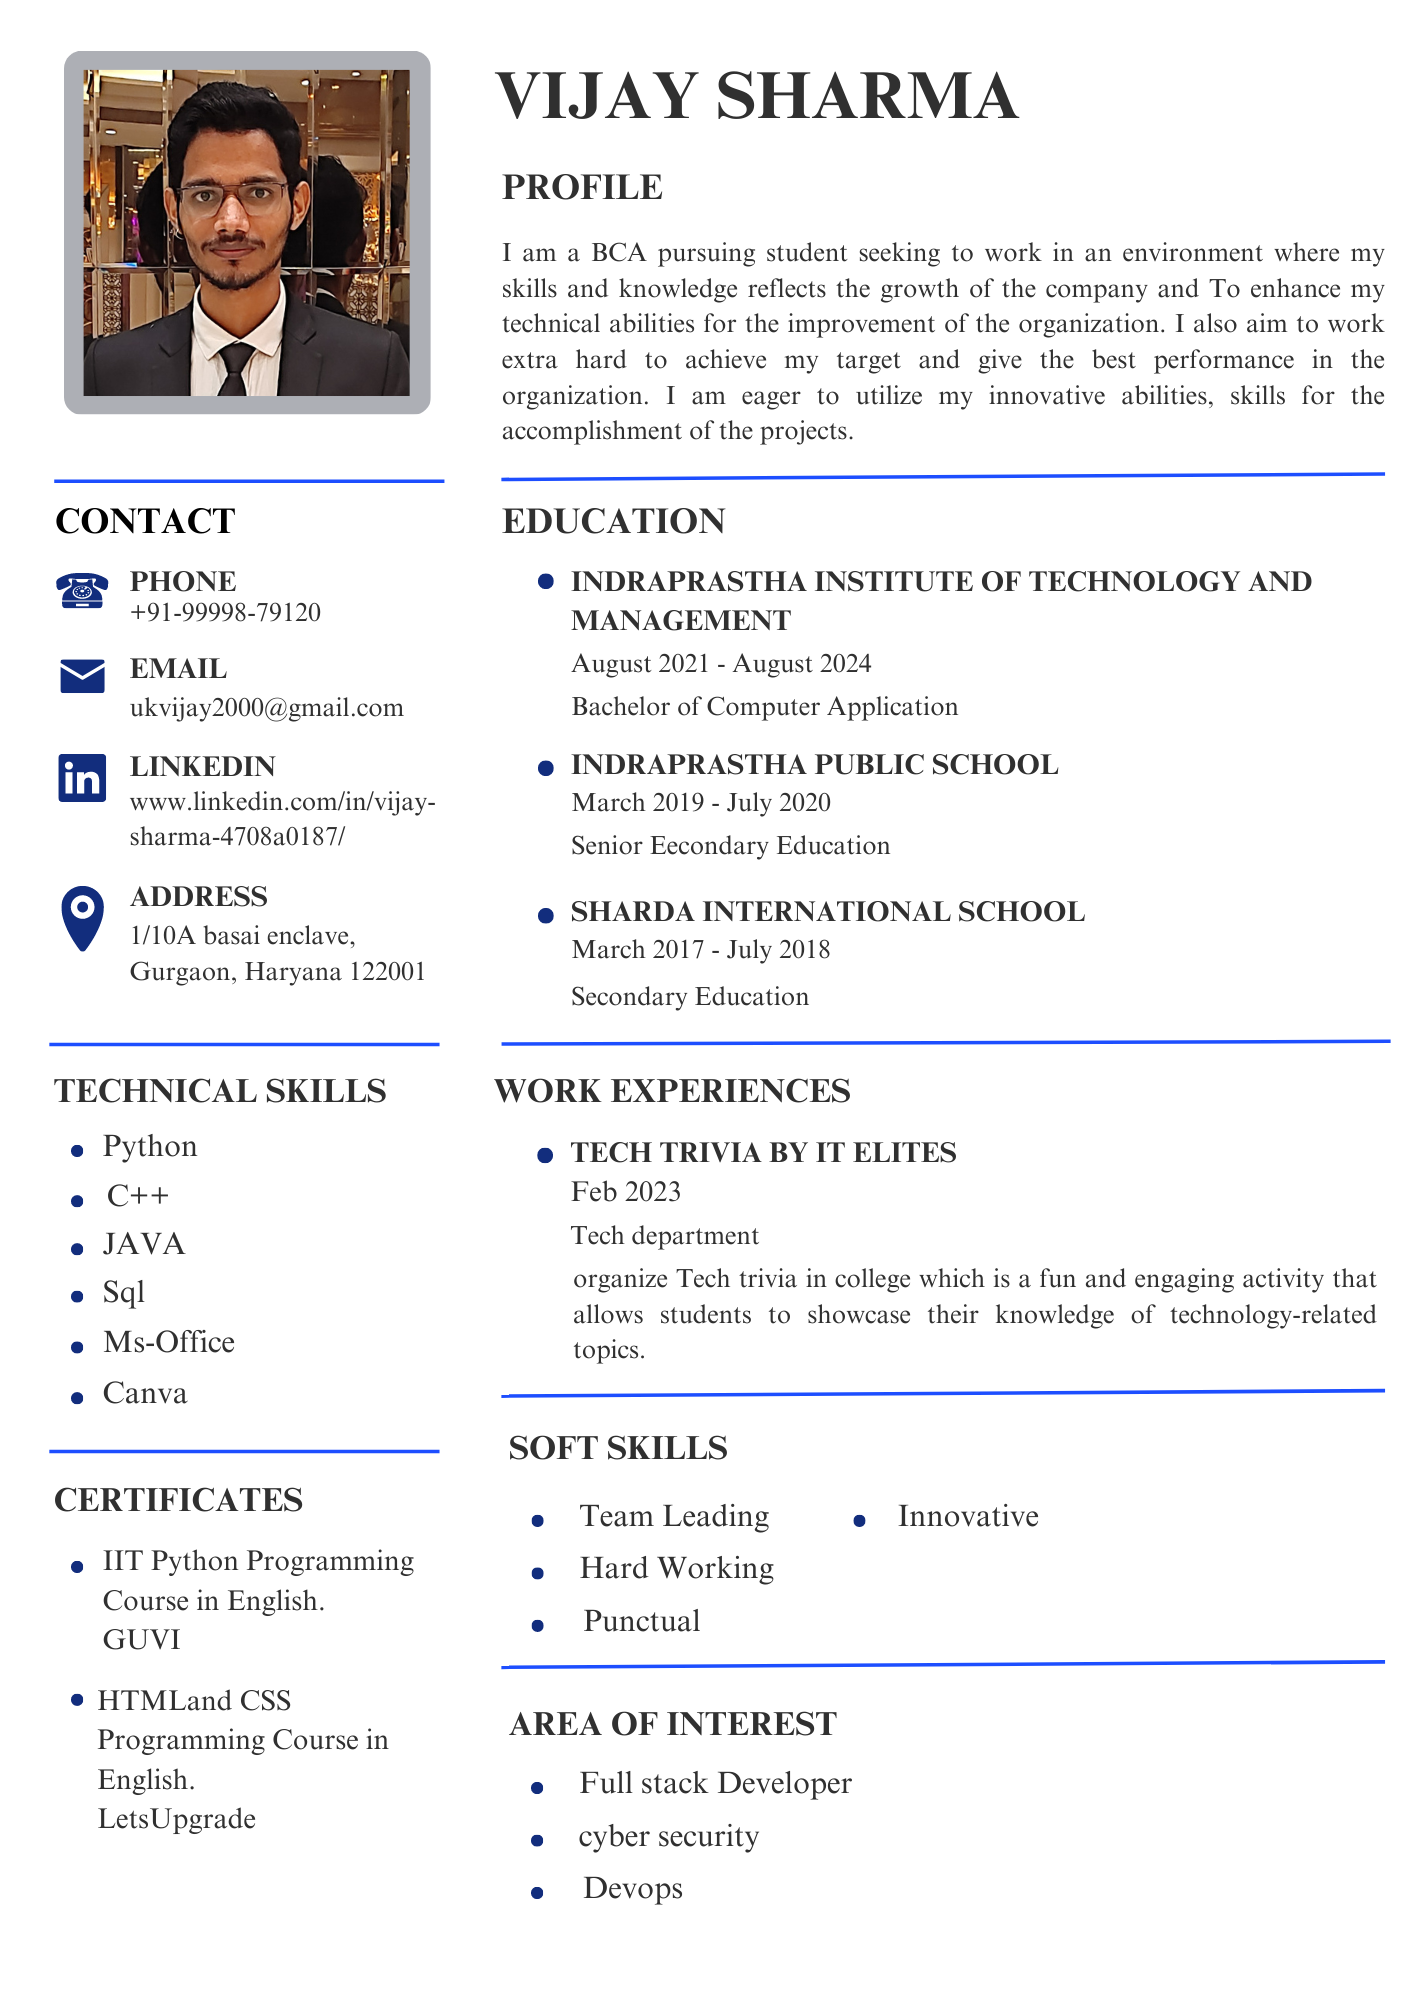 VIJAY SHARMA
PROFILE
I am a BCA pursuing student seeking to work in an environment where my
skills and knowledge reflects the growth of the company and To enhance my
technical abilities for the improvement of the organization. I also aim to work
extra hard to achieve my target and give the best performance in the
organization. I am eager to utilize my innovative abilities, skills for the
accomplishment of the projects.
CONTACT
PHONE
+91-99998-79120
EMAIL
ukvijay2000@gmail.com
in
LINKEDIN
www.linkedin.com/in/vijay-
sharma-4708a0187/
ADDRESS
1/10A basai enclave,
Gurgaon, Haryana 122001
TECHNICAL SKILLS
Python
C++
JAVA
Sql
Ms-Office
Canva
CERTIFICATES
IIT Python Programming
Course in English.
GUVI
HTMLand CSS
Programming Course in
English.
LetsUpgrade
EDUCATION
INDRAPRASTHA INSTITUTE OF TECHNOLOGY AND
MANAGEMENT
August 2021 - August 2024
Bachelor of Computer Application
INDRAPRASTHA PUBLIC SCHOOL
March 2019 - July 2020
Senior Eecondary Education
SHARDA INTERNATIONAL SCHOOL
March 2017 - July 2018
Secondary Education
WORK EXPERIENCES
TECH TRIVIA BY IT ELITES
Feb 2023
Tech department
organize Tech trivia in college which is a fun and engaging activity that
allows students to showcase their knowledge of technology-related
topics.
SOFT SKILLS
Team Leading
Innovative
Hard Working
Punctual
AREA OF INTEREST
Full stack Developer
cyber security
Devops